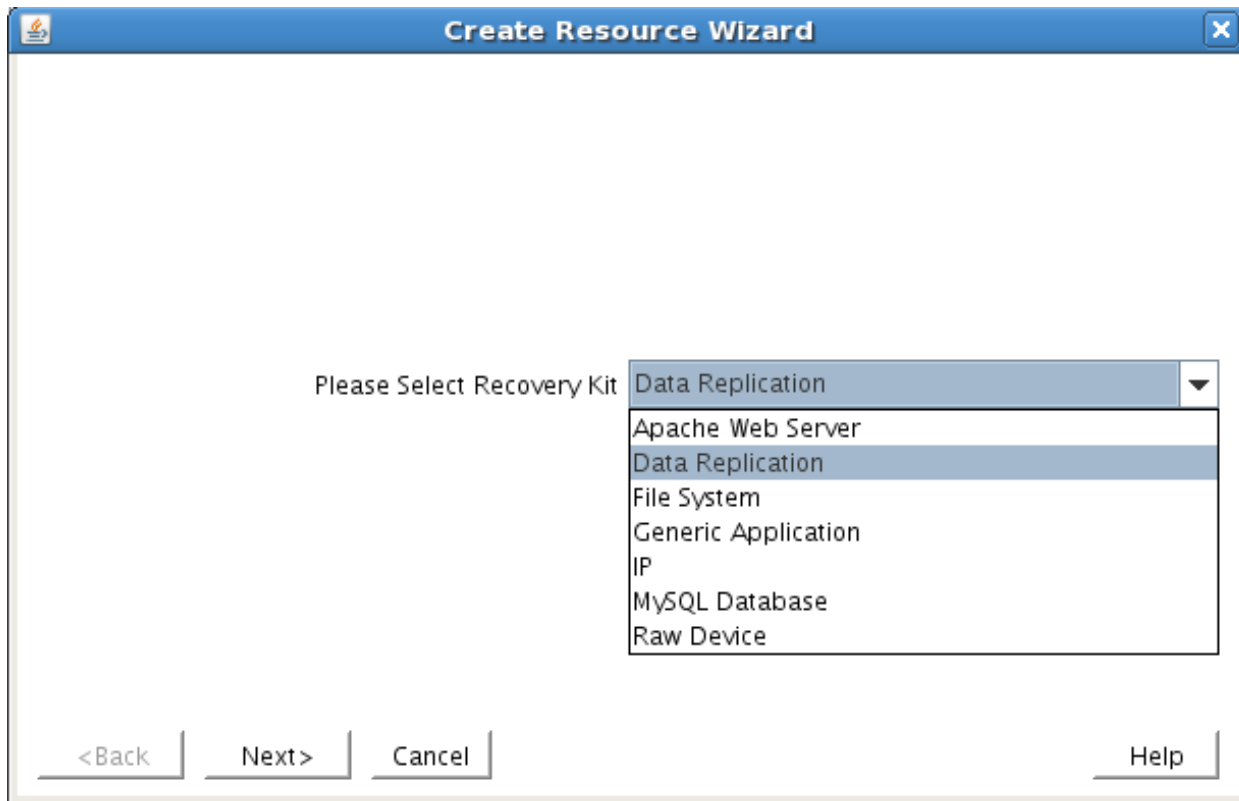 Create Resource Wizard
Please Select Recovery Kit Data Replication
Apache Web Server
Data Replication
File System
Generic Application
IP
MySQL Database
Raw Device
<Back Next> Cancel Help